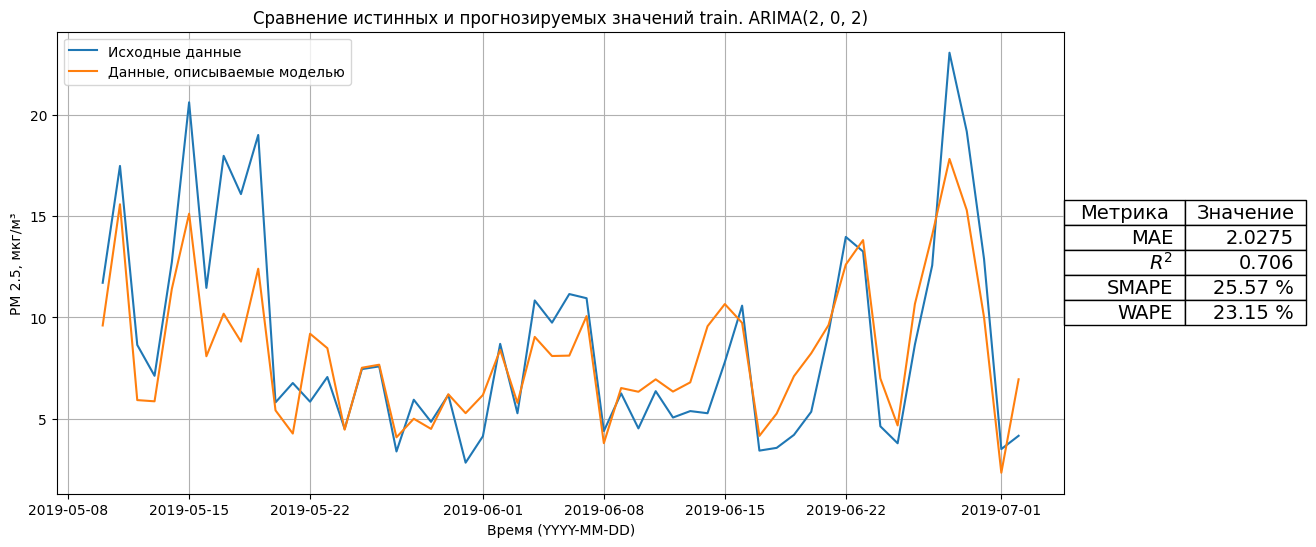 Сравнение истинных и прогнозируемых значений train. ARIMA(2, 0, 2)
Исходные данные
Данные, описываемые моделью
PM 2.5, мкг/м³
20
15
10
5
2019-05-08 2019-05-15 2019-05-22 2019-06-01 2019-06-08 2019-06-15 2019-06-22 2019-07-01
Время (YYYY-MM-DD)
Метрика Значение
MAE 2.0275
R² 0.706
SMAPE 25.57 %
WAPE 23.15 %